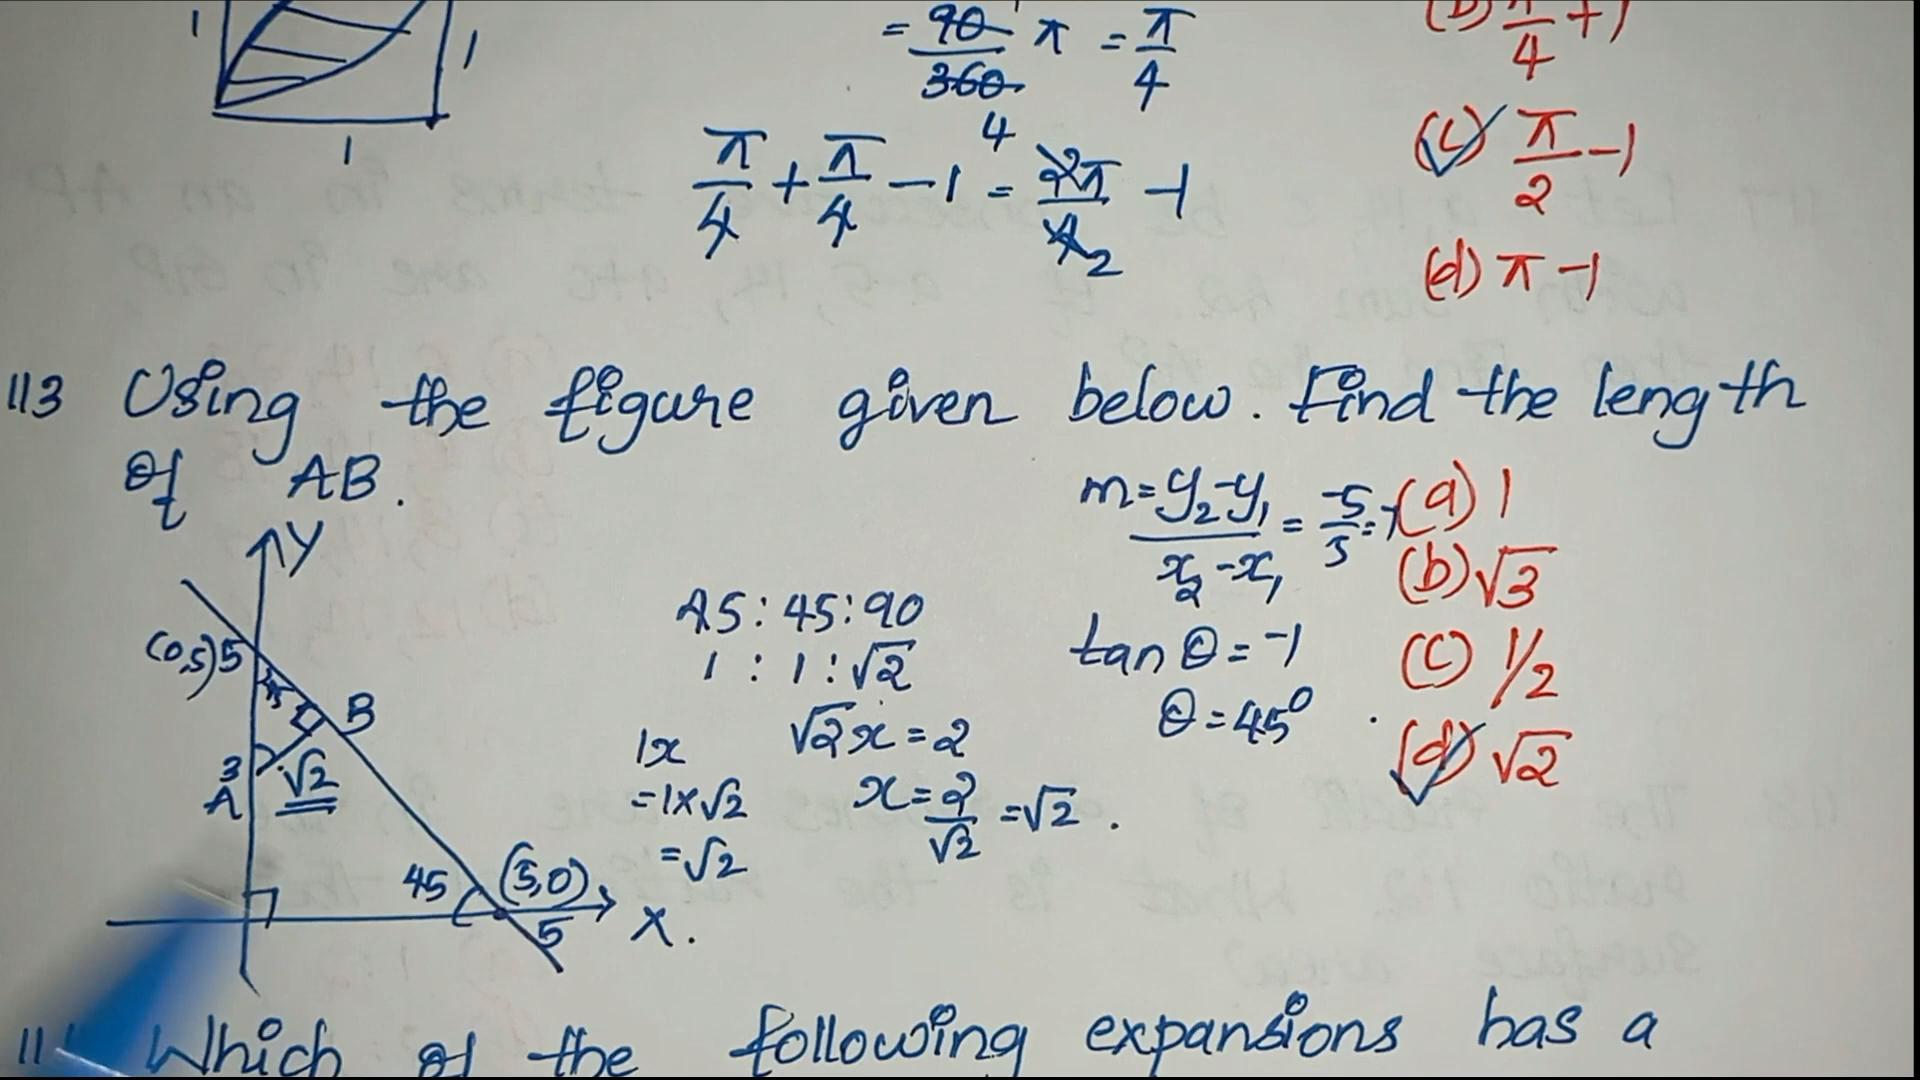 1
1
1
= 90/360 π = π/4
4
π/4 + π/4 - 1 = 2π/4 2 - 1
(b) π/4 + 1
(c) π/2 - 1
(d) π - 1
113 Using the figure given below. Find the length
of AB.
m = y₂-y₁/x₂-x₁ = -5/5 = -1
(a) 1
(b) √3
(c) 1/2
(d) √2
tan θ = -1
θ = 45°
45 : 45 : 90
1 : 1 : √2
√2x = 2
x = 2/√2 = √2 .
1x
= 1×√2
= √2
Y
(0,5) 5
B
3
A √2
45 (5,0)
5 X.
Which of the following expansions has a